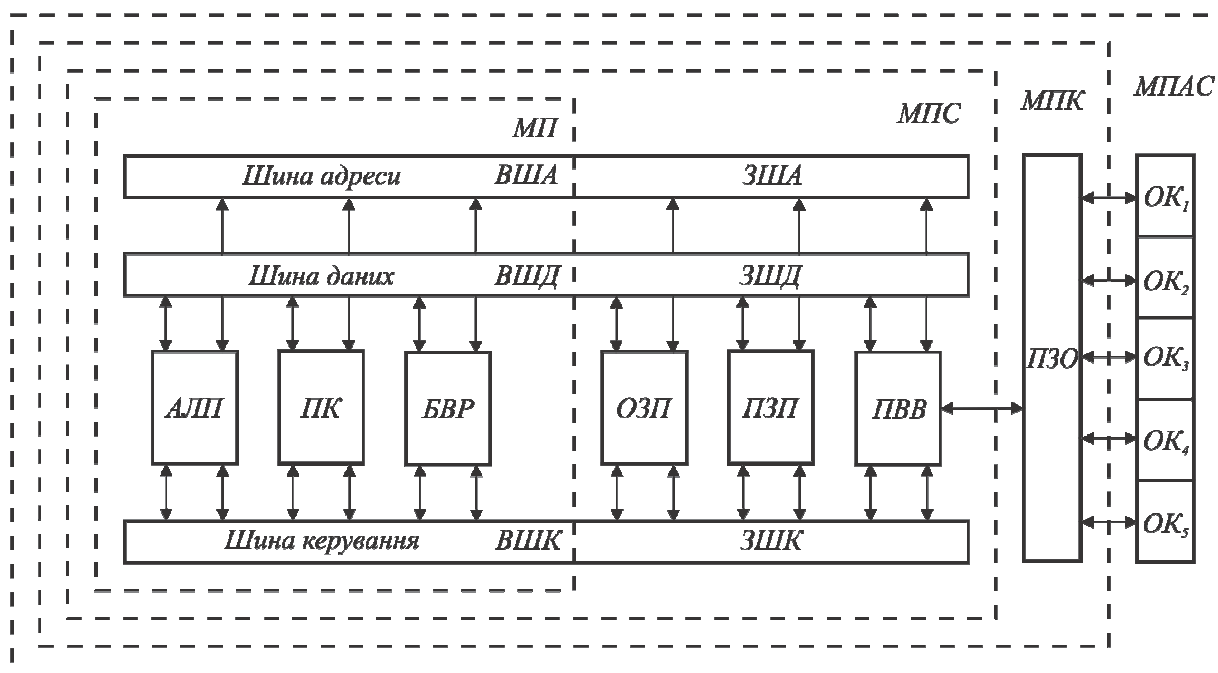 МПАС
МПК
МПС
МП
Шина адреси ВША ЗША
Шина даних ВШД ЗШД
АЛП ПК БВР ОЗП ПЗП ПВВ
Шина керування ВШК ЗШК
ПЗО
ОК₁
ОК₂
ОК₃
ОК₄
ОК₅